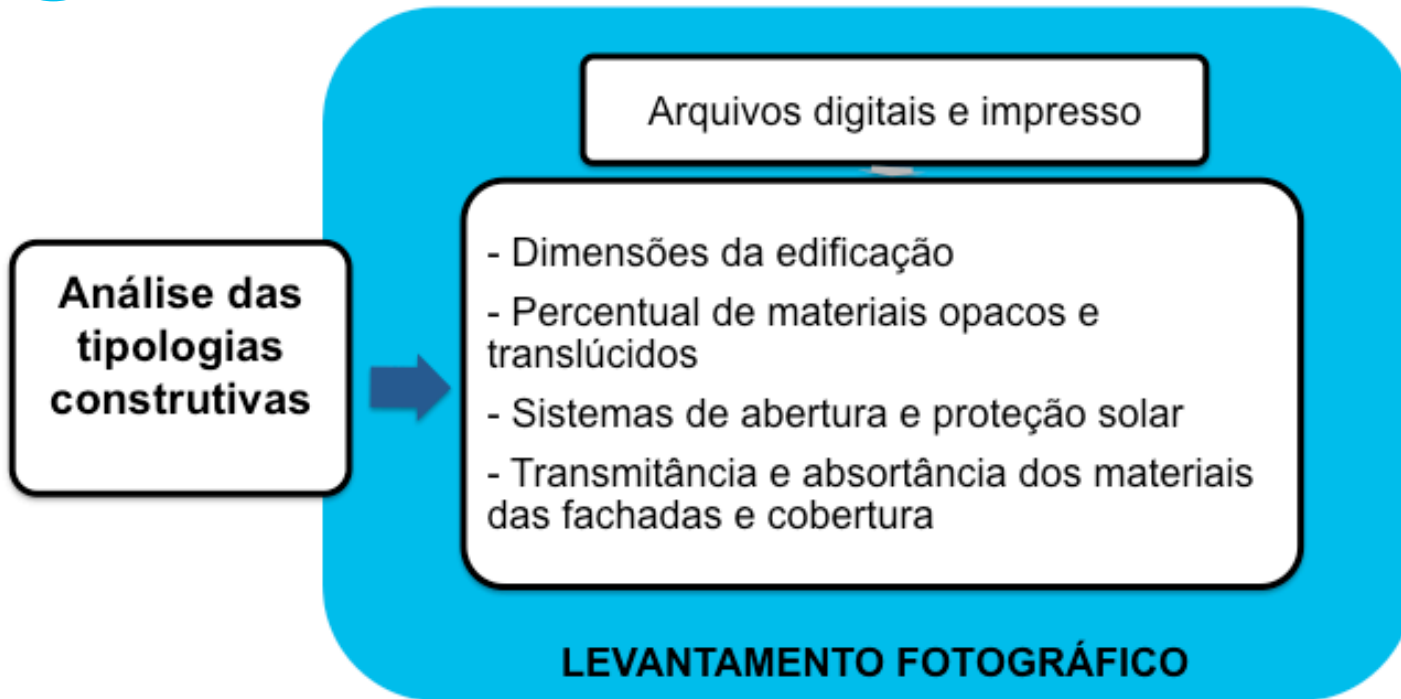 Arquivos digitais e impresso
Análise das
tipologias
construtivas
- Dimensões da edificação
- Percentual de materiais opacos e
translúcidos
- Sistemas de abertura e proteção solar
- Transmitância e absortância dos materiais
das fachadas e cobertura
LEVANTAMENTO FOTOGRÁFICO